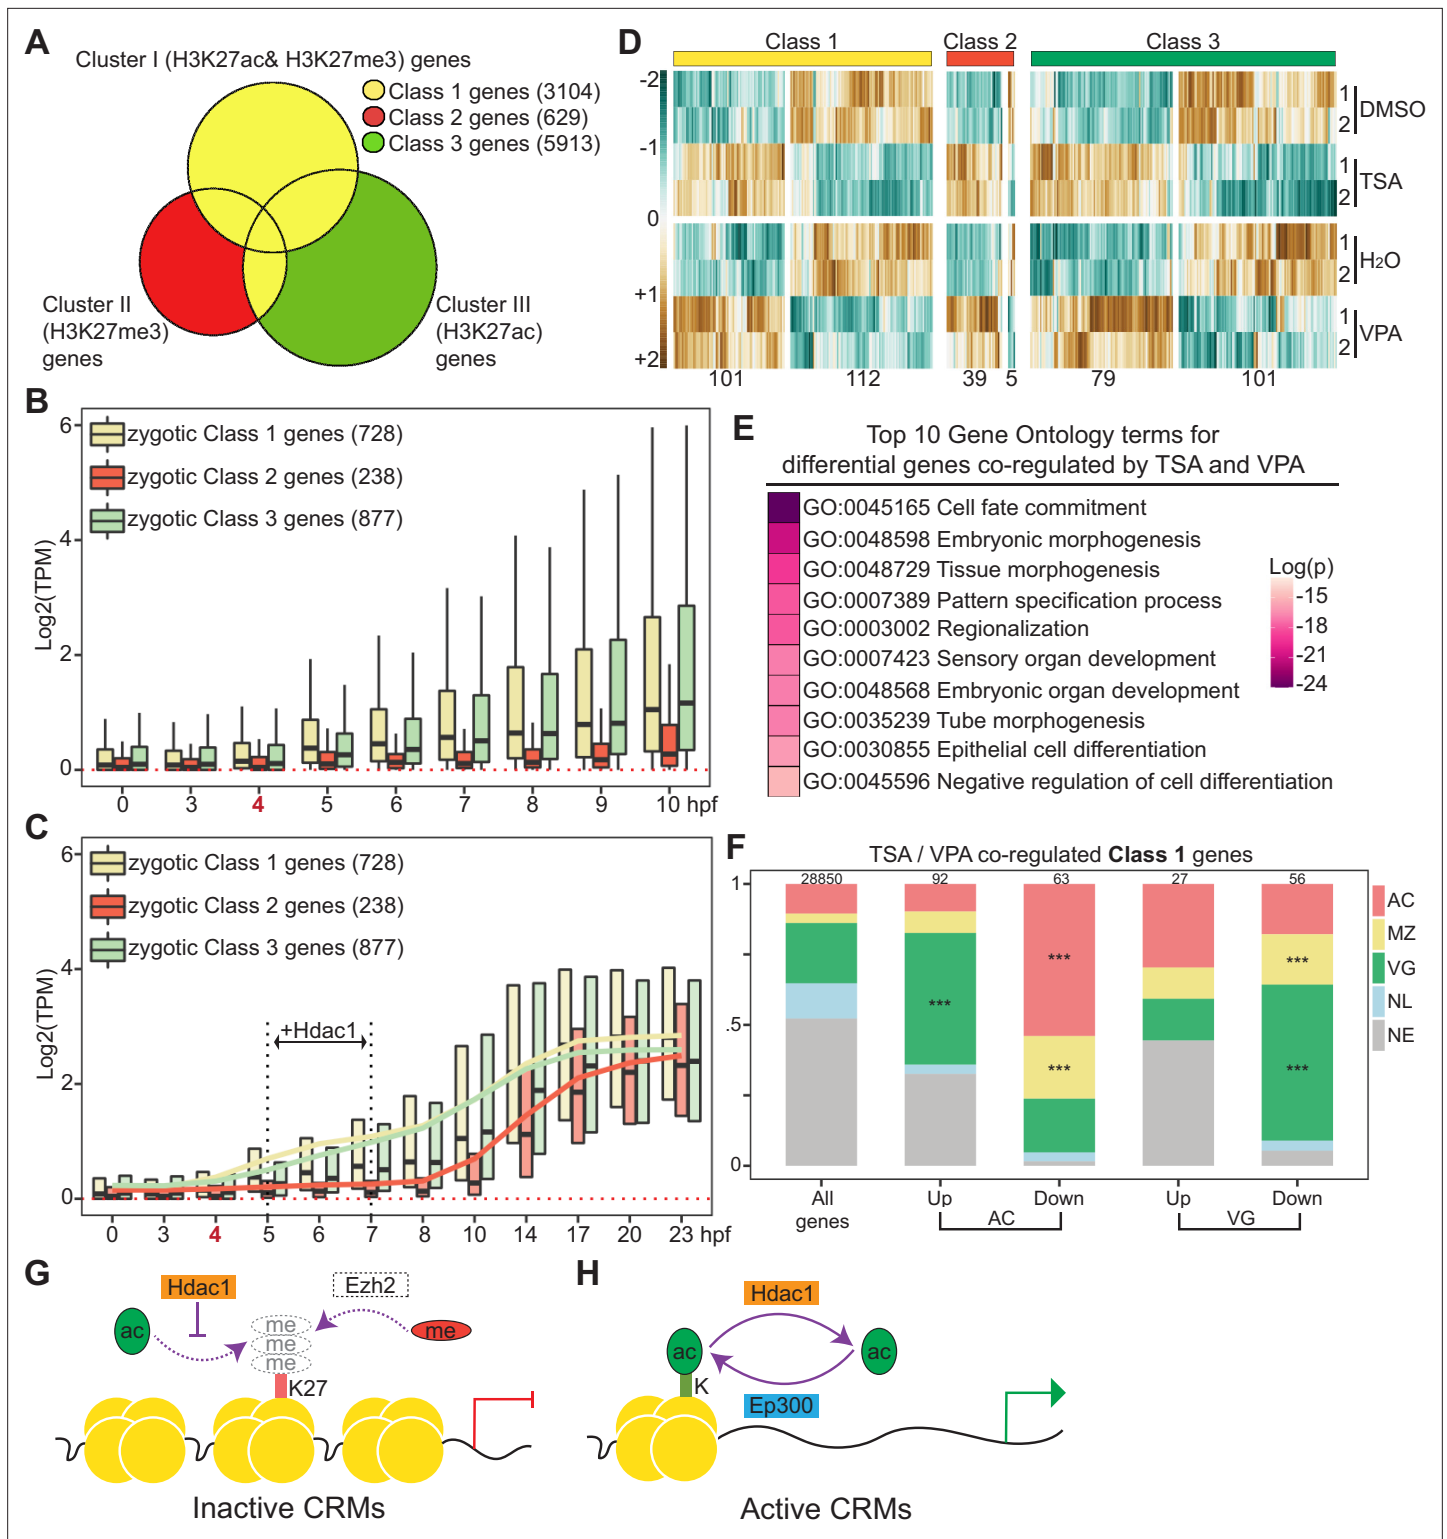 A
Cluster I (H3K27ac& H3K27me3) genes
Class 1 genes (3104)
Class 2 genes (629)
Class 3 genes (5913)
Cluster II
(H3K27me3)
genes
Cluster III
(H3K27ac)
genes
D
Class 1
Class 2
Class 3
-2
-1
0
+1
+2
1
2
DMSO
1
2
TSA
1
2
H2O
1
2
VPA
101
112
39
5
79
101
B
zygotic Class 1 genes (728)
zygotic Class 2 genes (238)
zygotic Class 3 genes (877)
Log2(TPM)
6
4
2
0
0 3 4 5 6 7 8 9 10 hpf
E
Top 10 Gene Ontology terms for
differential genes co-regulated by TSA and VPA
GO:0045165 Cell fate commitment
GO:0048598 Embryonic morphogenesis
GO:0048729 Tissue morphogenesis
GO:0007389 Pattern specification process
GO:0003002 Regionalization
GO:0007423 Sensory organ development
GO:0048568 Embryonic organ development
GO:0035239 Tube morphogenesis
GO:0030855 Epithelial cell differentiation
GO:0045596 Negative regulation of cell differentiation
Log(p)
-15
-18
-21
-24
C
zygotic Class 1 genes (728)
zygotic Class 2 genes (238)
zygotic Class 3 genes (877)
+Hdac1
Log2(TPM)
6
4
2
0
0 3 4 5 6 7 8 10 14 17 20 23 hpf
F
TSA / VPA co-regulated Class 1 genes
28850 92 63 27 56
1
.5
0
***
***
***
***
***
AC
MZ
VG
NL
NE
All
genes
Up
Down
AC
Up
Down
VG
G
Hdac1
Ezh2
ac
me
me
me
me
K27
Inactive CRMs
H
Hdac1
ac
ac
K
Ep300
Active CRMs